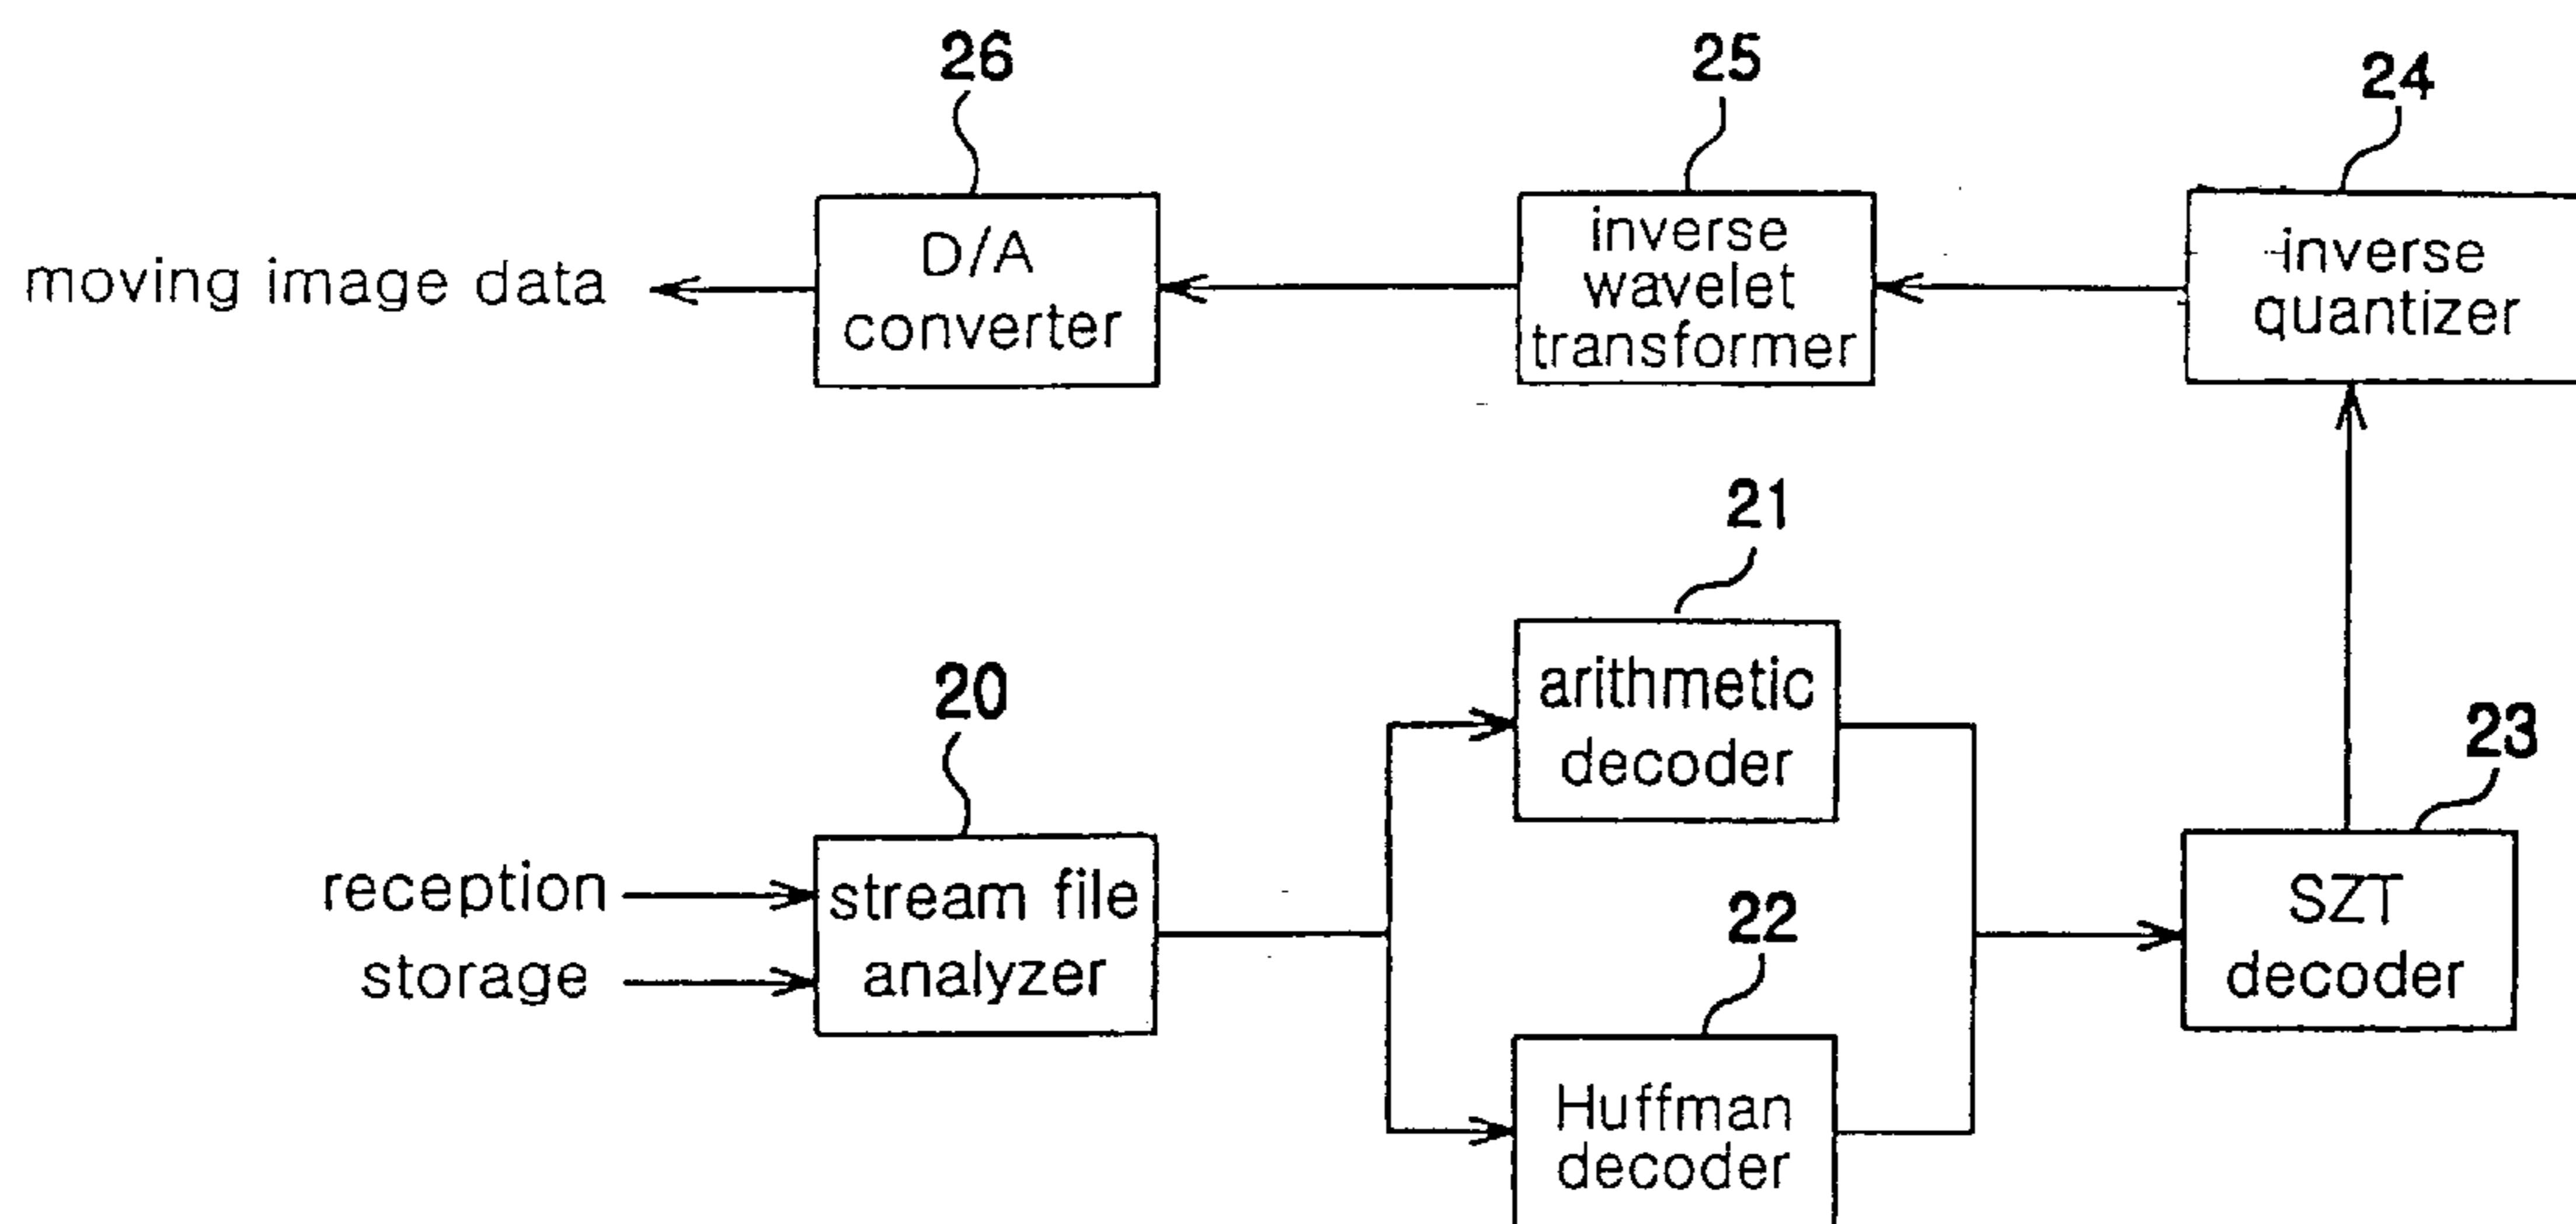 26
25
24
moving image data
D/A
converter
inverse
wavelet
transformer
inverse
quantizer
21
20
arithmetic
decoder
23
reception
storage
stream file
analyzer
22
SZT
decoder
Huffman
decoder